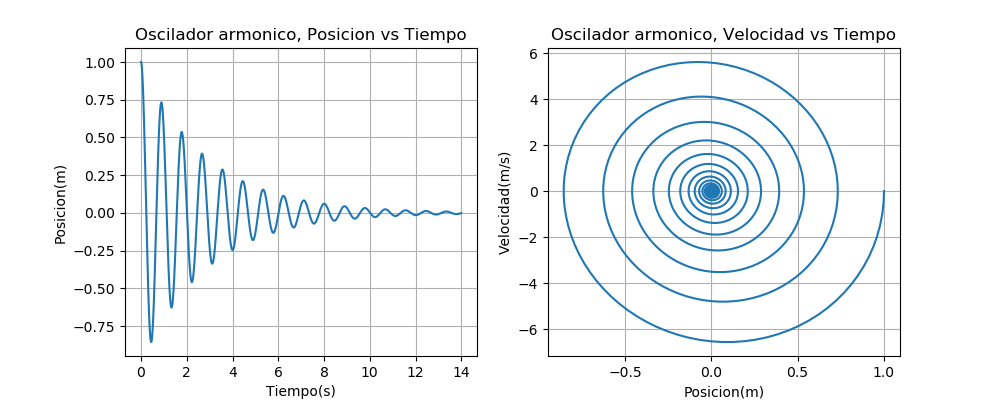 Oscilador armonico, Posicion vs Tiempo
1.00
0.75
0.50
0.25
0.00
−0.25
−0.50
−0.75
Posicion(m)
0 2 4 6 8 10 12 14
Tiempo(s)
Oscilador armonico, Velocidad vs Tiempo
6
4
2
0
−2
−4
−6
Velocidad(m/s)
−0.5 0.0 0.5 1.0
Posicion(m)